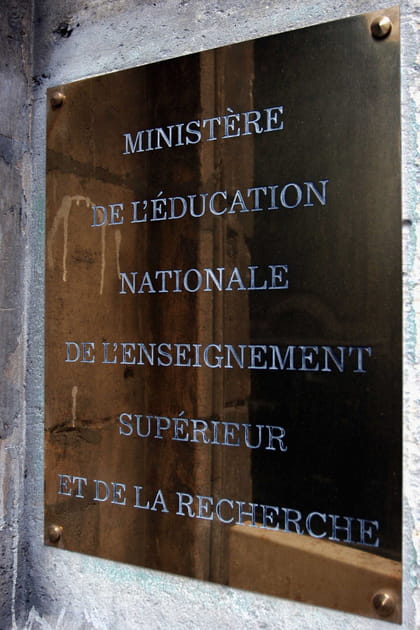 MINISTÈRE
DE L'ÉDUCATION
NATIONALE
DE L'ENSEIGNEMENT
SUPÉRIEUR
ET DE LA RECHERCHE